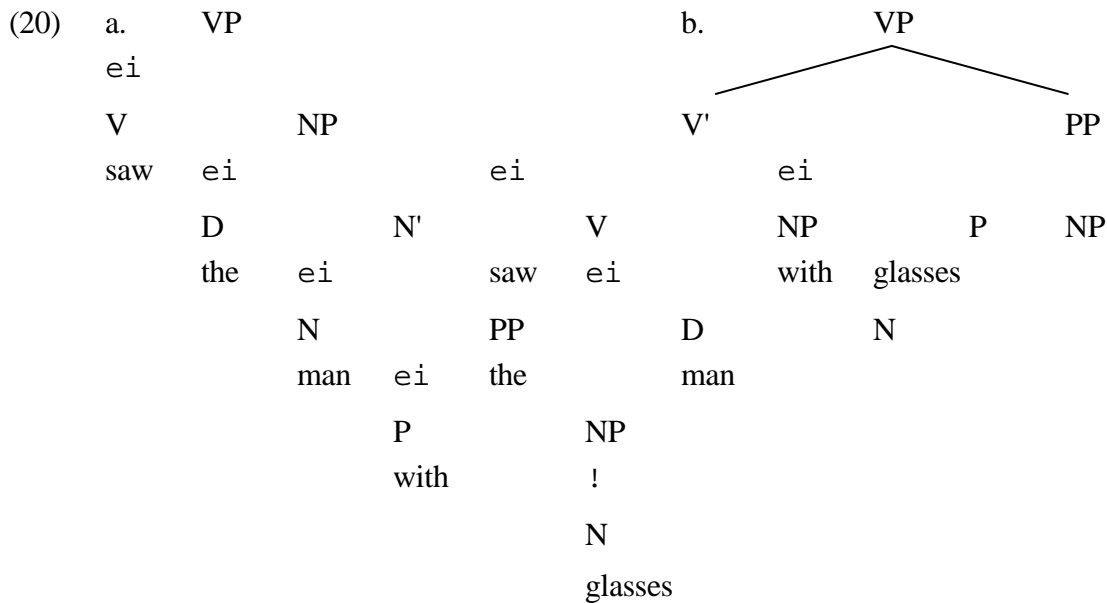 (20) a. VP b. VP
ei
V NP V' PP
saw ei ei ei
D N' V NP P NP
the ei saw ei with glasses
N PP D N
man ei the man
P NP
with !
N
glasses